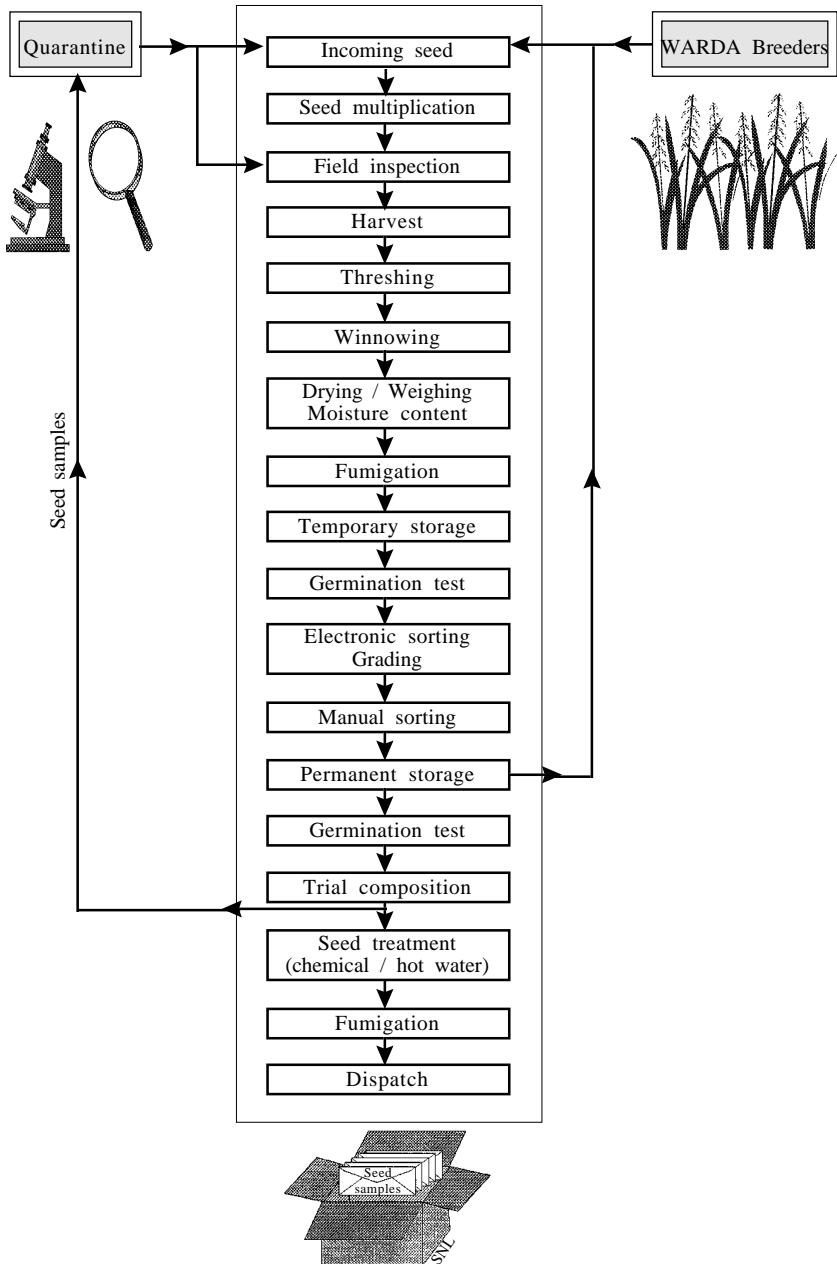 Quarantine
WARDA Breeders
Incoming seed
Seed multiplication
Field inspection
Harvest
Threshing
Winnowing
Drying / Weighing
Moisture content
Fumigation
Temporary storage
Germination test
Electronic sorting
Grading
Manual sorting
Permanent storage
Germination test
Trial composition
Seed treatment
(chemical / hot water)
Fumigation
Dispatch
Seed samples
Seed
samples
SNL